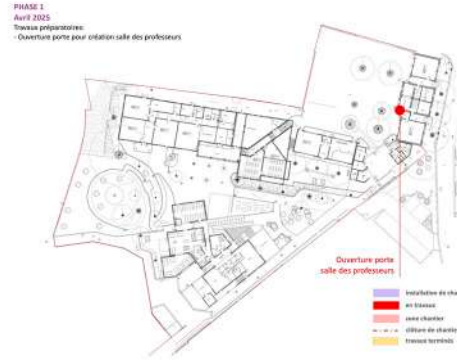 PHASE 1
Avril 2025
Travaux préparatoires:
- Ouverture porte pour création salle des professeurs
Ouverture porte
salle des professeurs
installation de cha
en travaux
zone chantier
clôture de chantie
travaux terminés